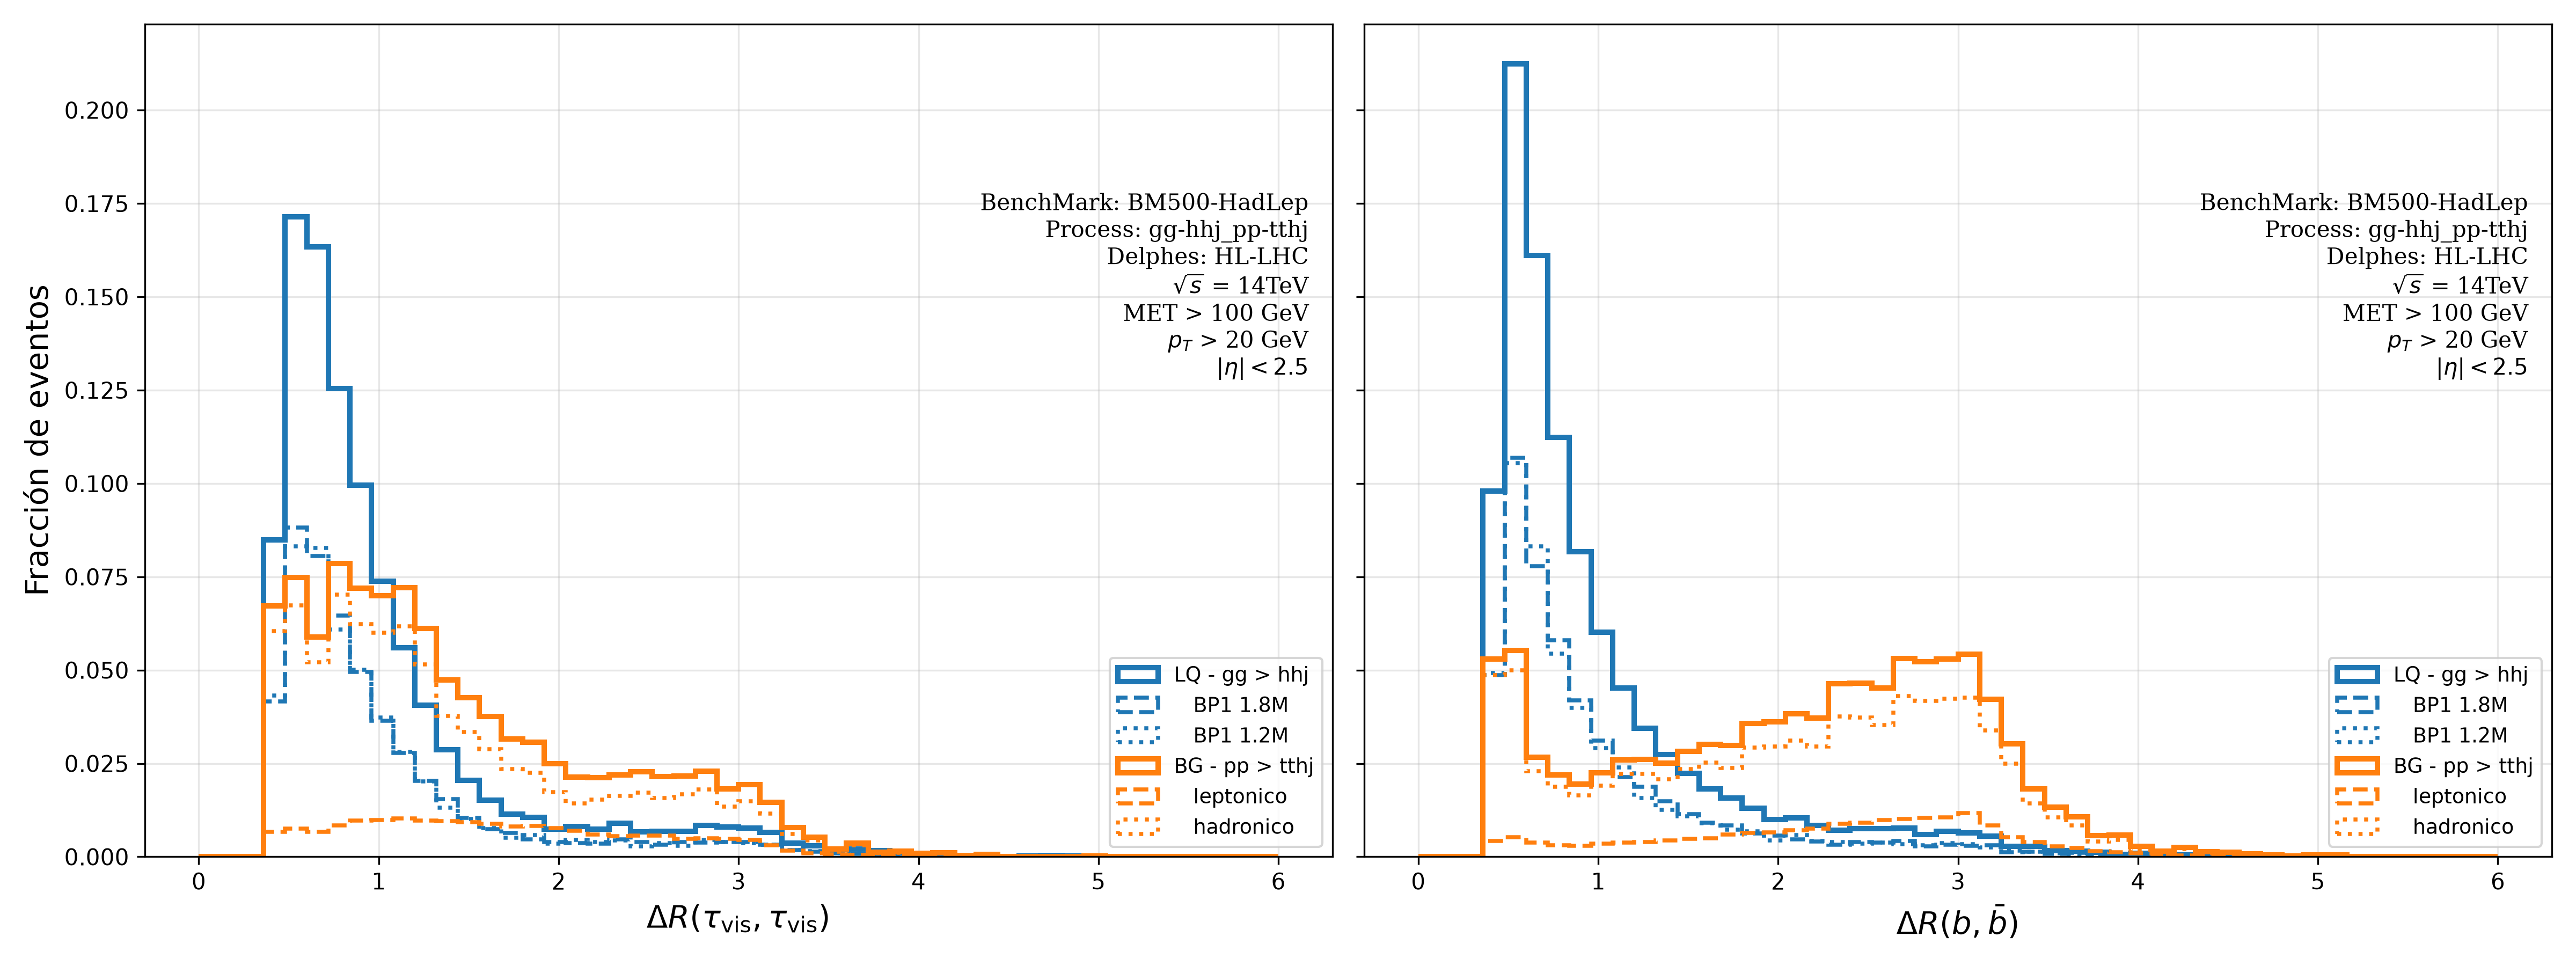 Fracción de eventos
0.200
0.175
0.150
0.125
0.100
0.075
0.050
0.025
0.000
BenchMark: BM500-HadLep
Process: gg-hhj_pp-tthj
Delphes: HL-LHC
√s = 14TeV
MET > 100 GeV
p_T > 20 GeV
|η| < 2.5
LQ - gg > hhj
BP1 1.8M
BP1 1.2M
BG - pp > tthj
leptonico
hadronico
0 1 2 3 4 5 6
ΔR(τ_vis, τ_vis)
BenchMark: BM500-HadLep
Process: gg-hhj_pp-tthj
Delphes: HL-LHC
√s = 14TeV
MET > 100 GeV
p_T > 20 GeV
|η| < 2.5
LQ - gg > hhj
BP1 1.8M
BP1 1.2M
BG - pp > tthj
leptonico
hadronico
0 1 2 3 4 5 6
ΔR(b, b̄)